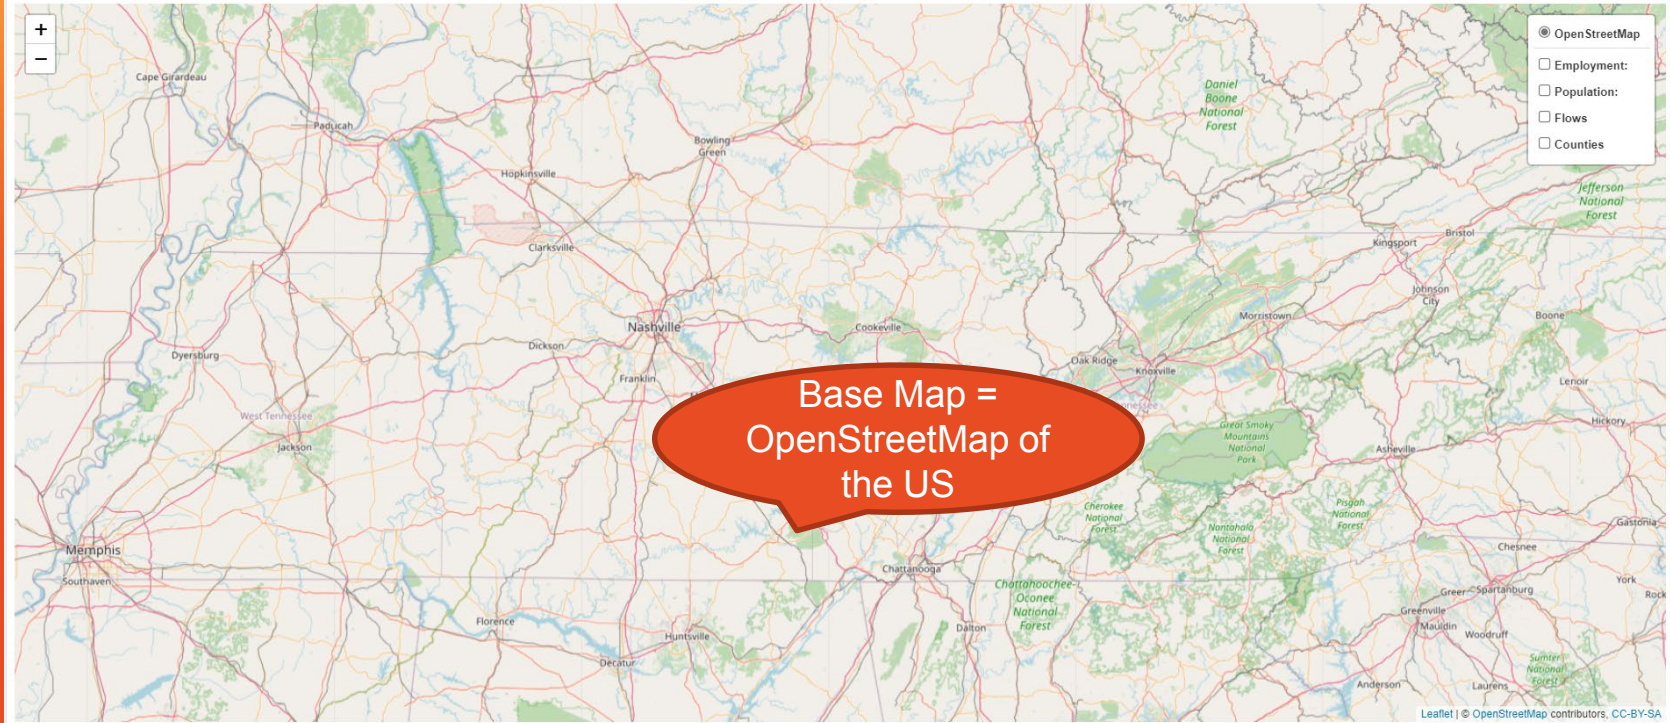 +
−
OpenStreetMap
Employment:
Population:
Flows
Counties
Cape Girardeau
Daniel
Boone
National
Forest
Paducah
Bowling
Green
Hopkinsville
Jefferson
National
Forest
Clarksville
Kingsport
Bristol
Johnson
City
Nashville
Cookeville
Morristown
Boone
Dickson
Dyersburg
Oak Ridge
Knoxville
Franklin
Lenoir
Base Map =
OpenStreetMap of
the US
West Tennessee
Jackson
Great Smoky
Mountains
National
Park
Hickory
Asheville
Cherokee
National
Forest
Pisgah
National
Forest
Nantahala
National
Forest
Gastonia
Memphis
Southaven
Chesnee
Chattanooga
Chattahoochee-
Oconee
National
Forest
York
Rock
Greer
Spartanburg
Greenville
Mauldin
Woodruff
Florence
Huntsville
Dalton
Decatur
Sumter
National
Forest
Anderson
Laurens
Leaflet | © OpenStreetMap contributors, CC-BY-SA